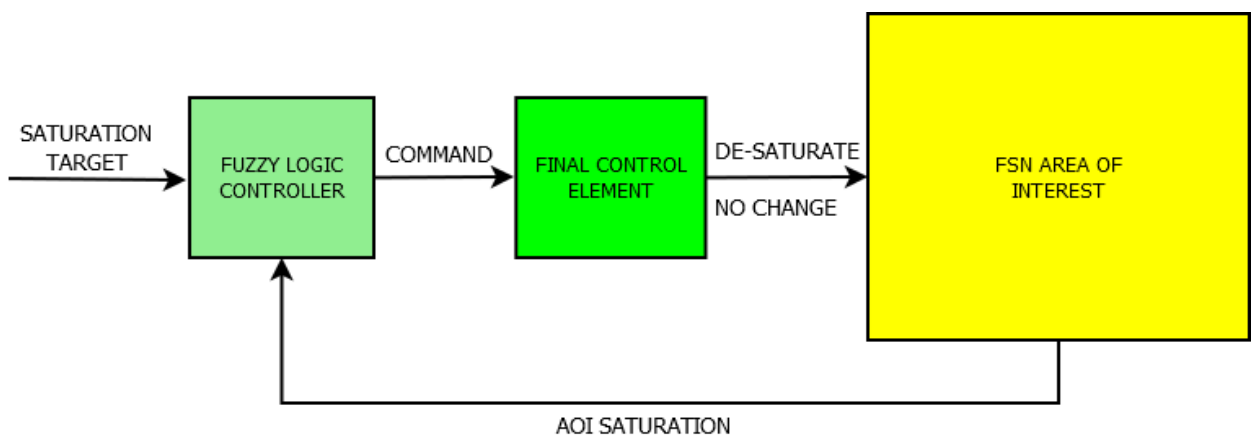 SATURATION
TARGET
FUZZY LOGIC
CONTROLLER
COMMAND
FINAL CONTROL
ELEMENT
DE-SATURATE
NO CHANGE
FSN AREA OF
INTEREST
AOI SATURATION